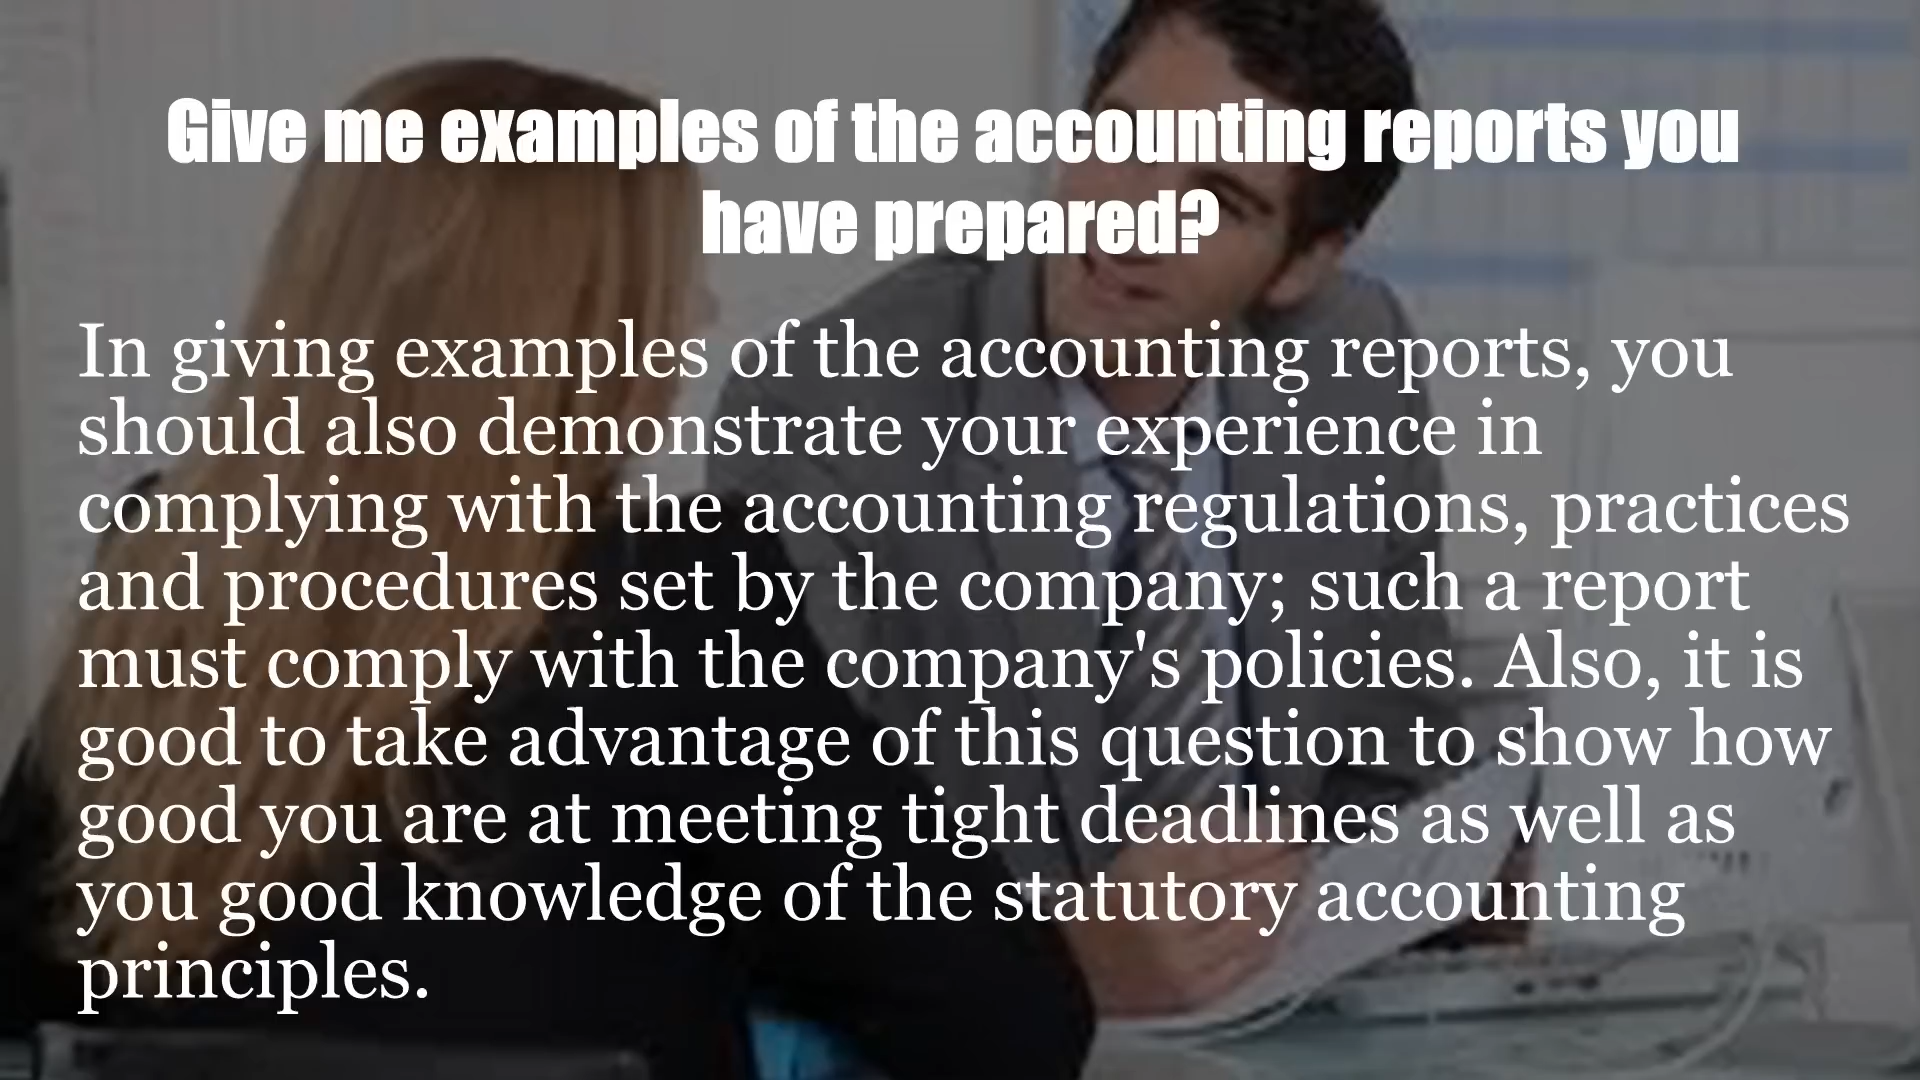 Give me examples of the accounting reports you
have prepared?
In giving examples of the accounting reports, you
should also demonstrate your experience in
complying with the accounting regulations, practices
and procedures set by the company; such a report
must comply with the company's policies. Also, it is
good to take advantage of this question to show how
good you are at meeting tight deadlines as well as
you good knowledge of the statutory accounting
principles.